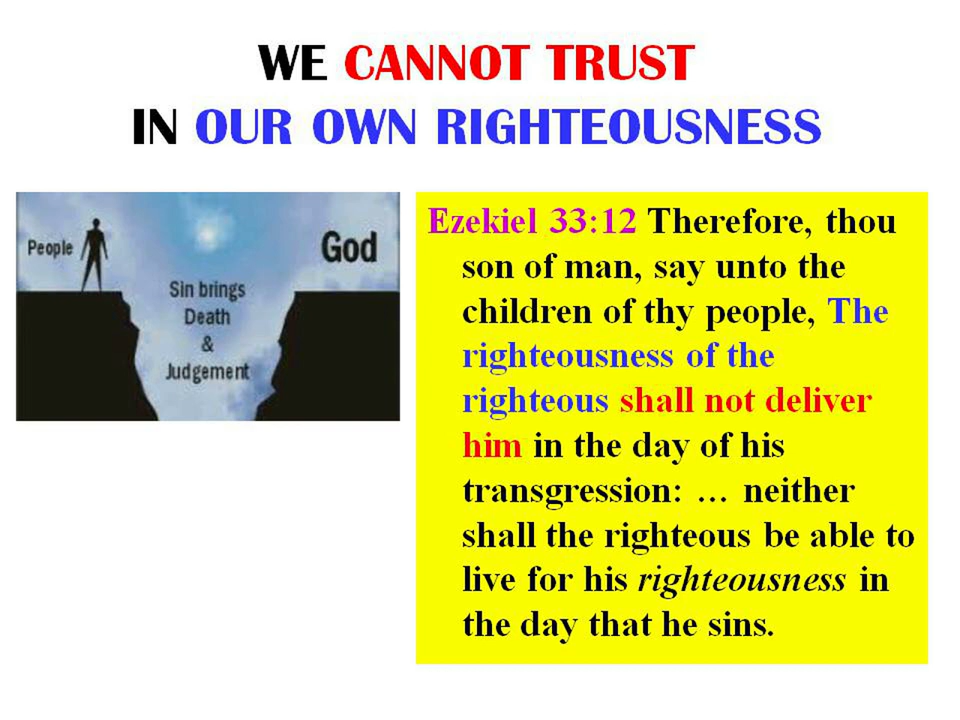 WE CANNOT TRUST
IN OUR OWN RIGHTEOUSNESS
People
God
Sin brings
Death
&
Judgement
Ezekiel 33:12 Therefore, thou
son of man, say unto the
children of thy people, The
righteousness of the
righteous shall not deliver
him in the day of his
transgression: ... neither
shall the righteous be able to
live for his righteousness in
the day that he sins.